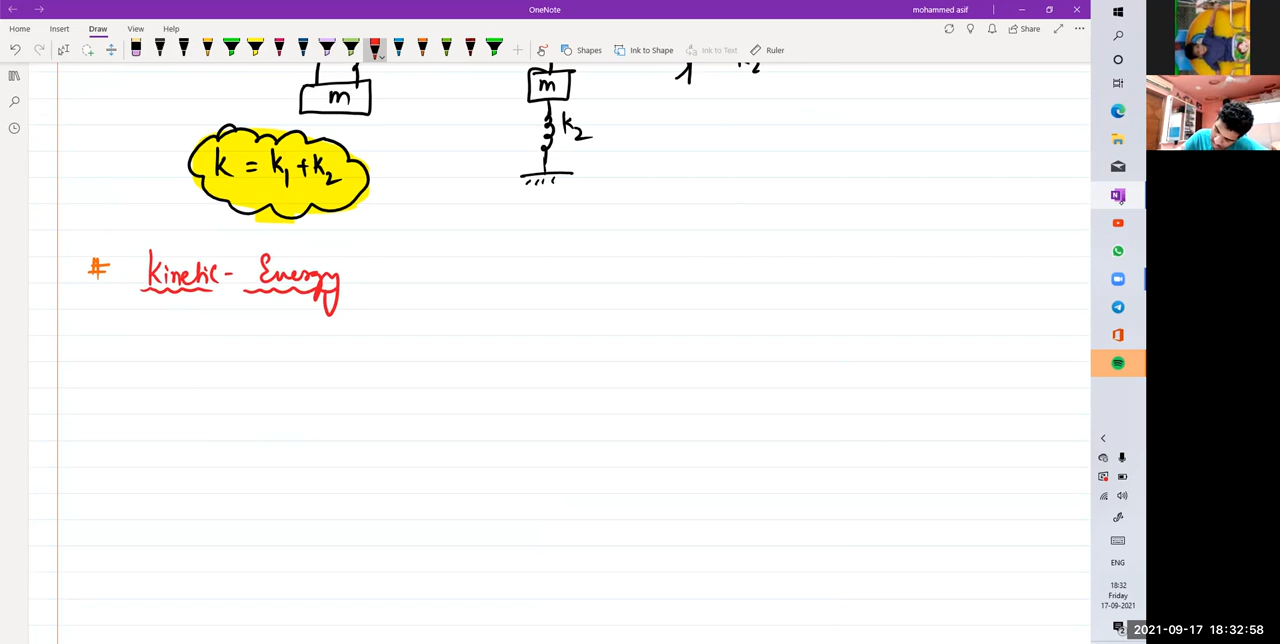 OneNote
mohammed asif
Home Insert Draw View Help
Share
Shapes Ink to Shape Ink to Text Ruler
m
m
k2
k2
k = k1 + k2
# Kinetic - Energy
ENG
18:32
Friday
17-09-2021
2021-09-17 18:32:58